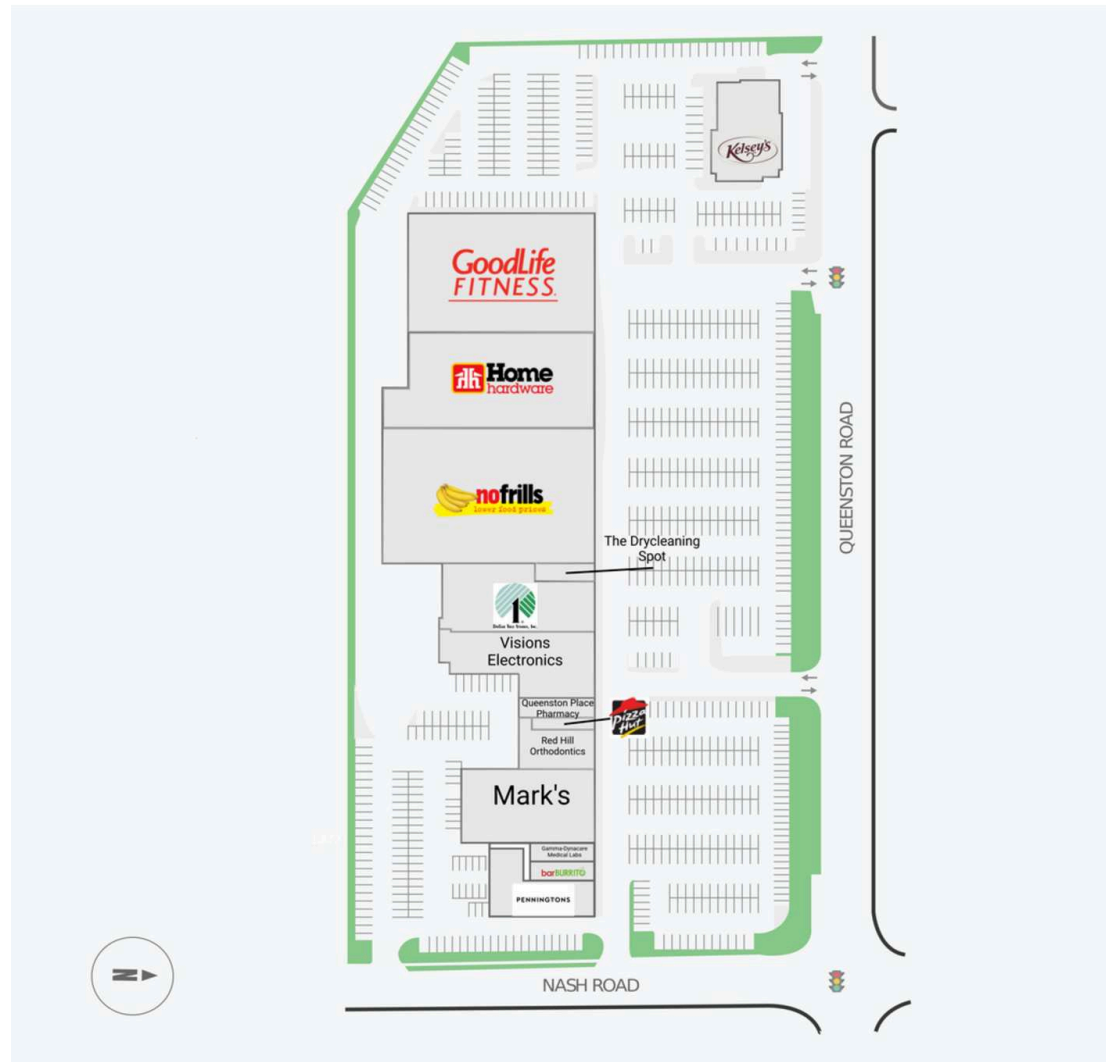 Kelsey's
GoodLife
FITNESS
Home
hardware
QUEENSTON ROAD
nofrills
lower food prices
The Drycleaning
Spot
1
Visions
Electronics
Queenston Place
Pharmacy
Pizza
Hut
Red Hill
Orthodontics
Mark's
Gamma-Dynacare
Medical Labs
barBURRITO
PENNINGTONS
N
NASH ROAD